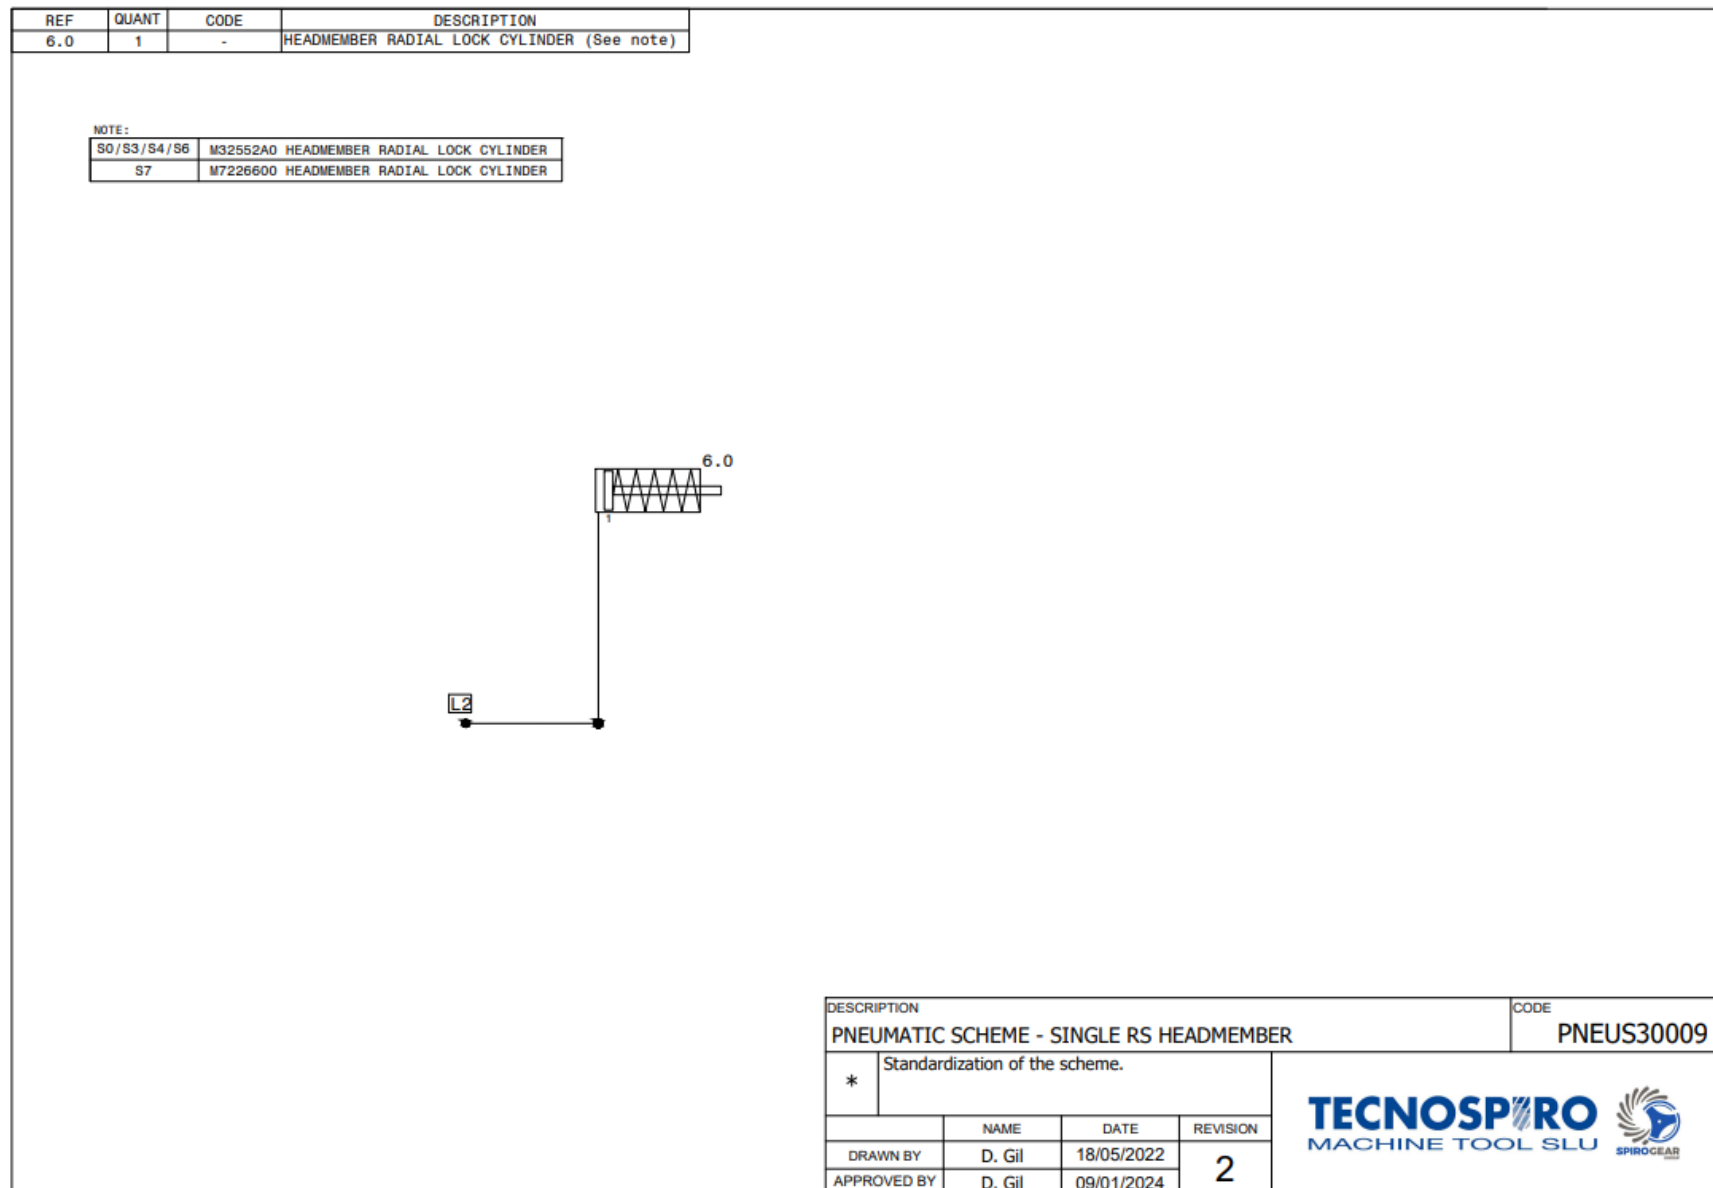 REF QUANT CODE DESCRIPTION
6.0 1 - HEADMEMBER RADIAL LOCK CYLINDER (See note)
NOTE:
S0/S3/S4/S6 M32552A0 HEADMEMBER RADIAL LOCK CYLINDER
S7 M7226600 HEADMEMBER RADIAL LOCK CYLINDER
6.0
1
L2
DESCRIPTION CODE
PNEUMATIC SCHEME - SINGLE RS HEADMEMBER PNEUS30009
* Standardization of the scheme.
TECNOSPIRO
MACHINE TOOL SLU
SPIROGEAR
NAME DATE REVISION
DRAWN BY D. Gil 18/05/2022 2
APPROVED BY D. Gil 09/01/2024